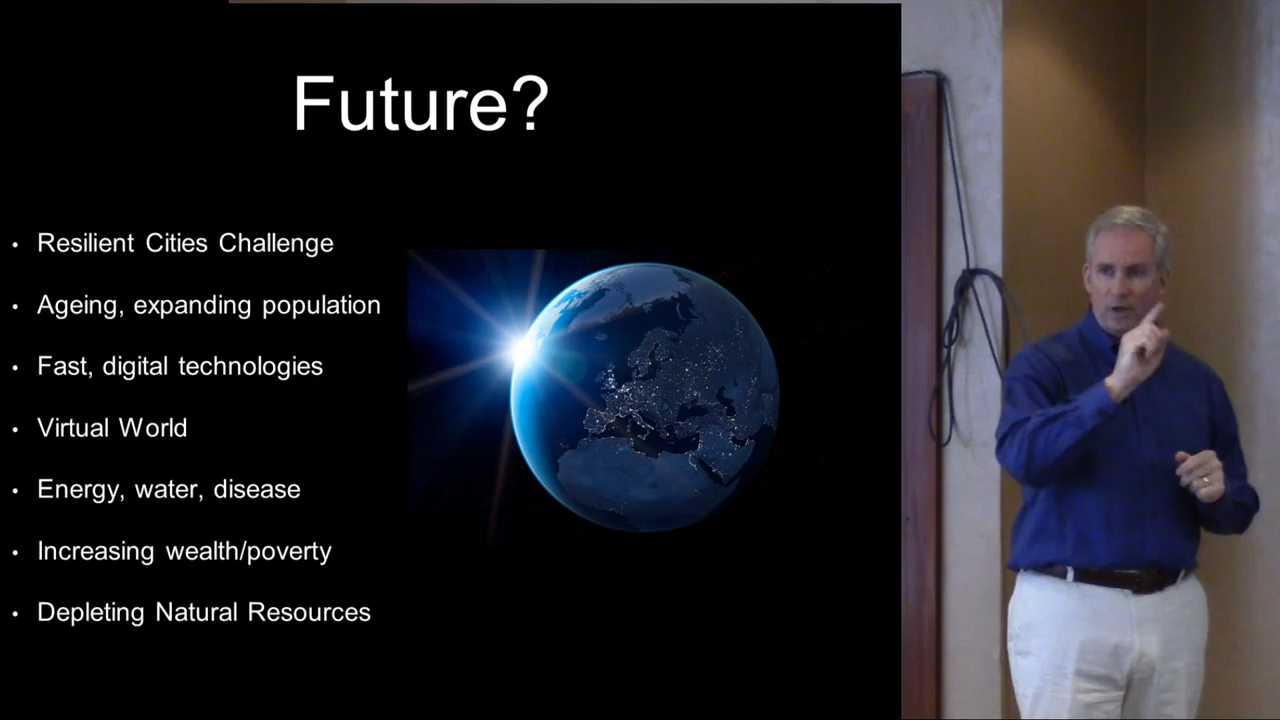 Future?
• Resilient Cities Challenge
• Ageing, expanding population
• Fast, digital technologies
• Virtual World
• Energy, water, disease
• Increasing wealth/poverty
• Depleting Natural Resources